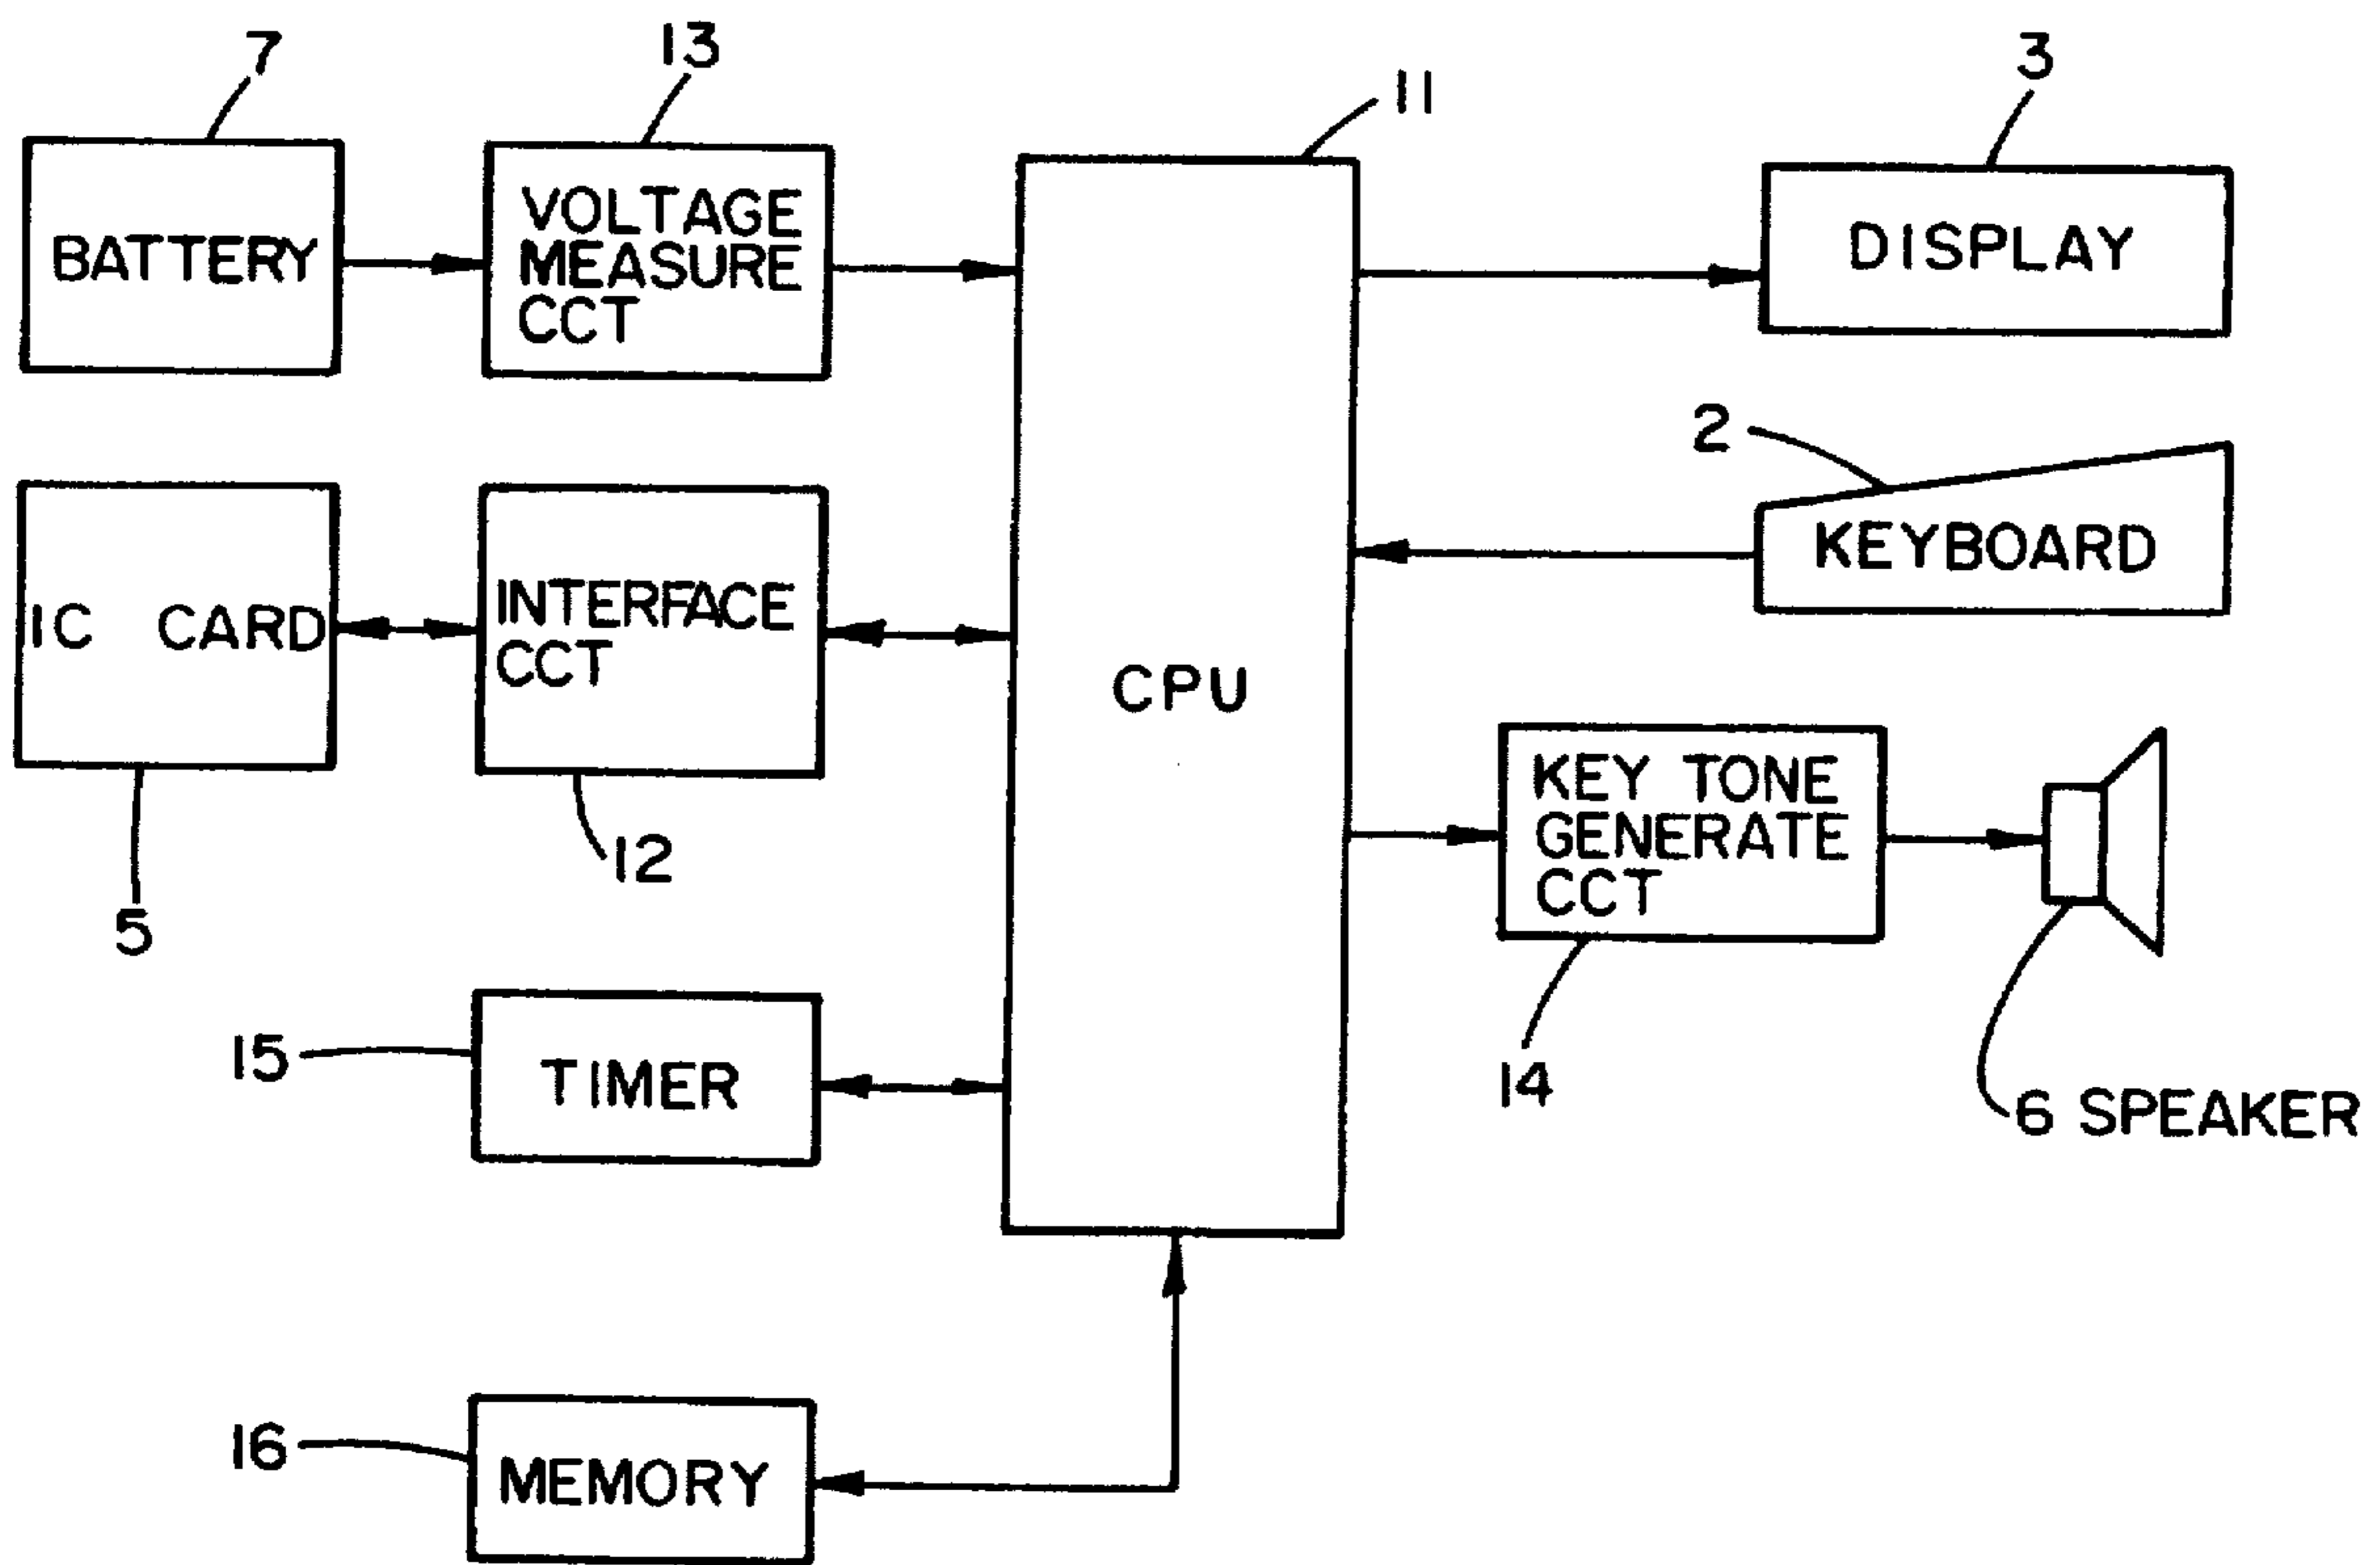 7
13
11
3
BATTERY
VOLTAGE
MEASURE
CCT
DISPLAY
2
KEYBOARD
IC CARD
INTERFACE
CCT
CPU
5
12
KEY TONE
GENERATE
CCT
14
6 SPEAKER
15
TIMER
16
MEMORY